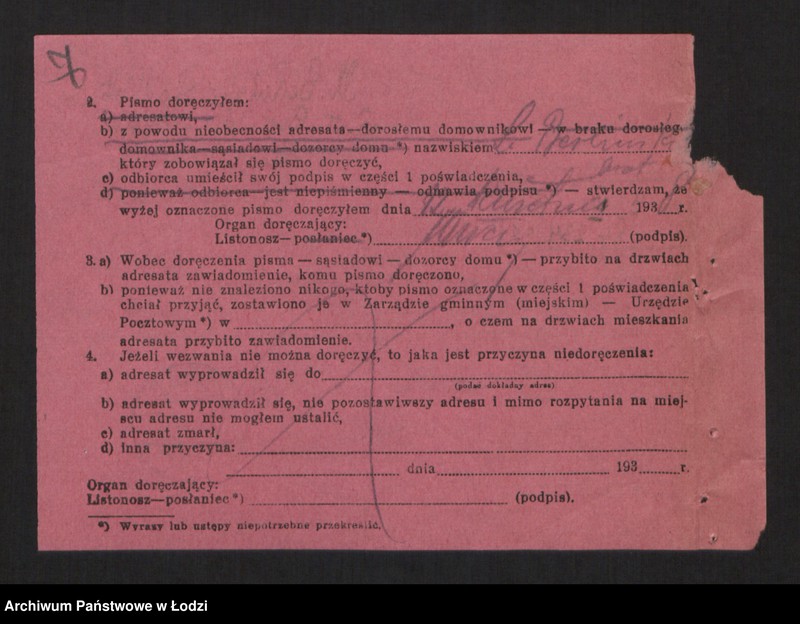 7
2. Pismo doręczyłem:
a) adresatowi,
b) z powodu nieobecności adresata—dorosłemu domownikowi — w braku dorosłeg-
domownika—sąsiadowi—dozorcy domu *) nazwiskiem
który zobowiązał się pismo doręczyć,
c) odbiorca umieścił swój podpis w części 1 poświadczenia,
d) ponieważ odbiorca — jest niepiśmienny — odmawia podpisu *) — stwierdzam, że
wyżej oznaczone pismo doręczyłem dnia 193 r.
Organ doręczający:
Listonosz—posłaniec *) (podpis).
3. a) Wobec doręczenia pisma — sąsiadowi — dozorcy domu *) — przybito na drzwiach
adresata zawiadomienie, komu pismo doręczono,
b) ponieważ nie znaleziono nikogo, ktoby pismo oznaczone w części 1 poświadczenia
chciał przyjąć, zostawiono je w Zarządzie gminnym (miejskim) — Urzędzie
Pocztowym *) w , o czem na drzwiach mieszkania
adresata przybito zawiadomienie.
4. Jeżeli wezwania nie można doręczyć, to jaka jest przyczyna niedoręczenia:
a) adresat wyprowadził się do
(podać dokładny adres)
b) adresat wyprowadził się, nie pozostawiwszy adresu i mimo rozpytania na miej-
scu adresu nie mogłem ustalić,
c) adresat zmarł,
d) inna przyczyna:
dnia 193 r.
Organ doręczający:
Listonosz—posłaniec *) (podpis).
*) Wyrazy lub ustępy niepotrzebne przekreślić.
Archiwum Państwowe w Łodzi